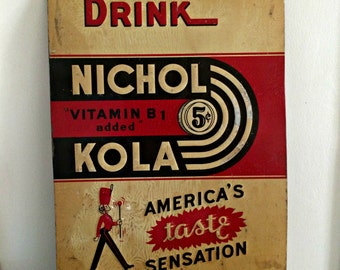 DRINK
NICHOL
"VITAMIN B1
5¢
added"
KOLA
AMERICA'S
taste
SENSATION